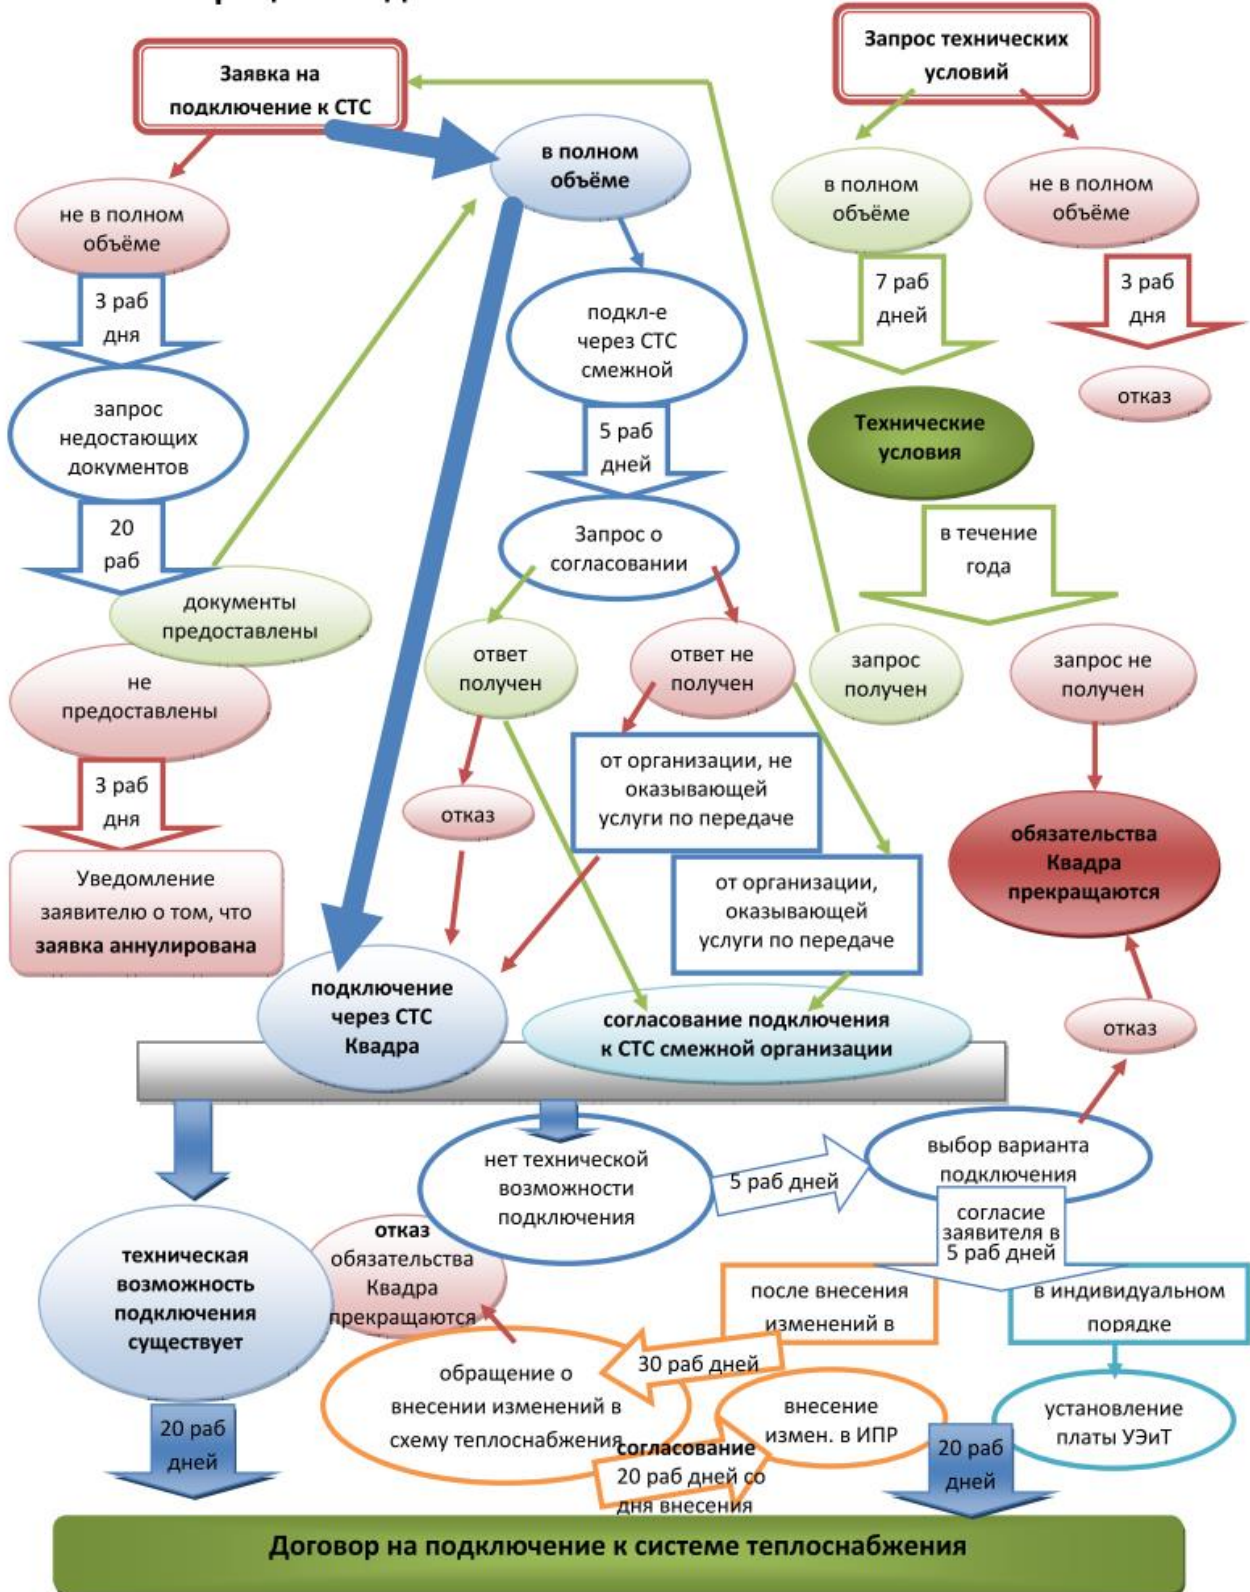 Заявка на
подключение к СТС
Запрос технических
условий
в полном
объёме
не в полном
объёме
в полном
объёме
не в полном
объёме
3 раб
дня
запрос
недостающих
документов
20
раб
документы
предоставлены
не
предоставлены
3 раб
дня
Уведомление
заявителю о том, что
заявка аннулирована
подкл-е
через СТС
смежной
5 раб
дней
Запрос о
согласовании
ответ
получен
ответ не
получен
отказ
от организации, не
оказывающей
услуги по передаче
от организации,
оказывающей
услуги по передаче
7 раб
дней
3 раб
дня
отказ
Технические
условия
в течение
года
запрос
получен
запрос не
получен
обязательства
Квадра
прекращаются
отказ
подключение
через СТС
Квадра
согласование подключения
к СТС смежной организации
нет технической
возможности
подключения
5 раб дней
выбор варианта
подключения
согласие
заявителя в
5 раб дней
техническая
возможность
подключения
существует
отказ
обязательства
Квадра
прекращаются
после внесения
изменений в
в индивидуальном
порядке
30 раб дней
обращение о
внесении изменений в
схему теплоснабжения
внесение
измен. в ИПР
установление
платы УЭиТ
согласование
20 раб дней со
дня внесения
20 раб
дней
20 раб
дней
Договор на подключение к системе теплоснабжения